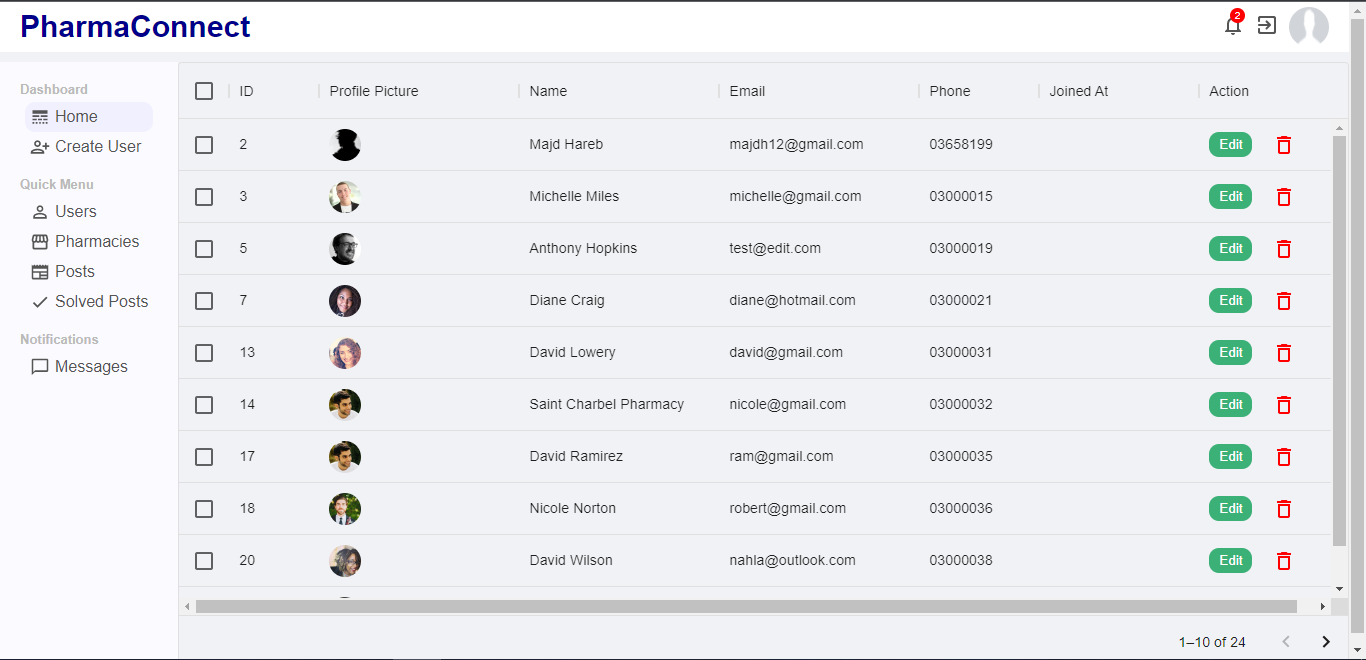 PharmaConnect
2
Dashboard
Home
Create User
Quick Menu
Users
Pharmacies
Posts
Solved Posts
Notifications
Messages
ID Profile Picture Name Email Phone Joined At Action
2 Majd Hareb majdh12@gmail.com 03658199 Edit
3 Michelle Miles michelle@gmail.com 03000015 Edit
5 Anthony Hopkins test@edit.com 03000019 Edit
7 Diane Craig diane@hotmail.com 03000021 Edit
13 David Lowery david@gmail.com 03000031 Edit
14 Saint Charbel Pharmacy nicole@gmail.com 03000032 Edit
17 David Ramirez ram@gmail.com 03000035 Edit
18 Nicole Norton robert@gmail.com 03000036 Edit
20 David Wilson nahla@outlook.com 03000038 Edit
1–10 of 24